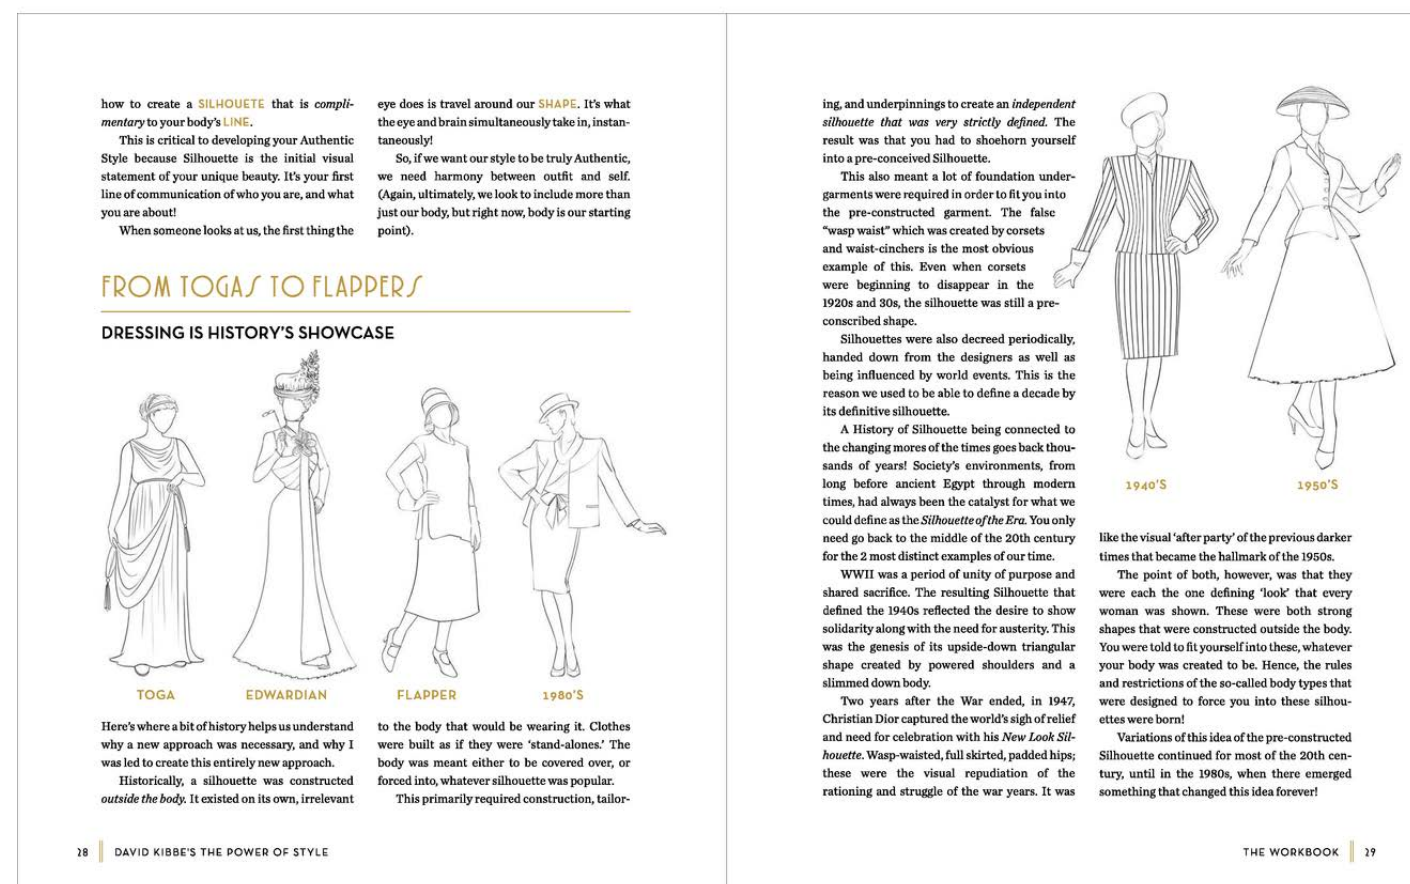 how to create a SILHOUETE that is compli-
mentary to your body's LINE.
This is critical to developing your Authentic
Style because Silhouette is the initial visual
statement of your unique beauty. It's your first
line of communication of who you are, and what
you are about!
When someone looks at us, the first thing the
eye does is travel around our SHAPE. It's what
the eye and brain simultaneously take in, instan-
taneously!
So, if we want our style to be truly Authentic,
we need harmony between outfit and self.
(Again, ultimately, we look to include more than
just our body, but right now, body is our starting
point).
FROM TOGAS TO FLAPPERS
DRESSING IS HISTORY'S SHOWCASE
TOGA
EDWARDIAN
FLAPPER
1980'S
Here's where a bit of history helps us understand
why a new approach was necessary, and why I
was led to create this entirely new approach.
Historically, a silhouette was constructed
outside the body. It existed on its own, irrelevant
to the body that would be wearing it. Clothes
were built as if they were 'stand-alones.' The
body was meant either to be covered over, or
forced into, whatever silhouette was popular.
This primarily required construction, tailor-
28
DAVID KIBBE'S THE POWER OF STYLE
ing, and underpinnings to create an independent
silhouette that was very strictly defined. The
result was that you had to shoehorn yourself
into a pre-conceived Silhouette.
This also meant a lot of foundation under-
garments were required in order to fit you into
the pre-constructed garment. The false
"wasp waist" which was created by corsets
and waist-cinchers is the most obvious
example of this. Even when corsets
were beginning to disappear in the
1920s and 30s, the silhouette was still a pre-
conscribed shape.
Silhouettes were also decreed periodically,
handed down from the designers as well as
being influenced by world events. This is the
reason we used to be able to define a decade by
its definitive silhouette.
A History of Silhouette being connected to
the changing mores of the times goes back thou-
sands of years! Society's environments, from
long before ancient Egypt through modern
times, had always been the catalyst for what we
could define as the Silhouette of the Era. You only
need go back to the middle of the 20th century
for the 2 most distinct examples of our time.
WWII was a period of unity of purpose and
shared sacrifice. The resulting Silhouette that
defined the 1940s reflected the desire to show
solidarity along with the need for austerity. This
was the genesis of its upside-down triangular
shape created by powered shoulders and a
slimmed down body.
Two years after the War ended, in 1947,
Christian Dior captured the world's sigh of relief
and need for celebration with his New Look Sil-
houette. Wasp-waisted, full skirted, padded hips;
these were the visual repudiation of the
rationing and struggle of the war years. It was
1940'S
1950'S
like the visual 'after party' of the previous darker
times that became the hallmark of the 1950s.
The point of both, however, was that they
were each the one defining 'look' that every
woman was shown. These were both strong
shapes that were constructed outside the body.
You were told to fit yourself into these, whatever
your body was created to be. Hence, the rules
and restrictions of the so-called body types that
were designed to force you into these silhou-
ettes were born!
Variations of this idea of the pre-constructed
Silhouette continued for most of the 20th cen-
tury, until in the 1980s, when there emerged
something that changed this idea forever!
THE WORKBOOK
29